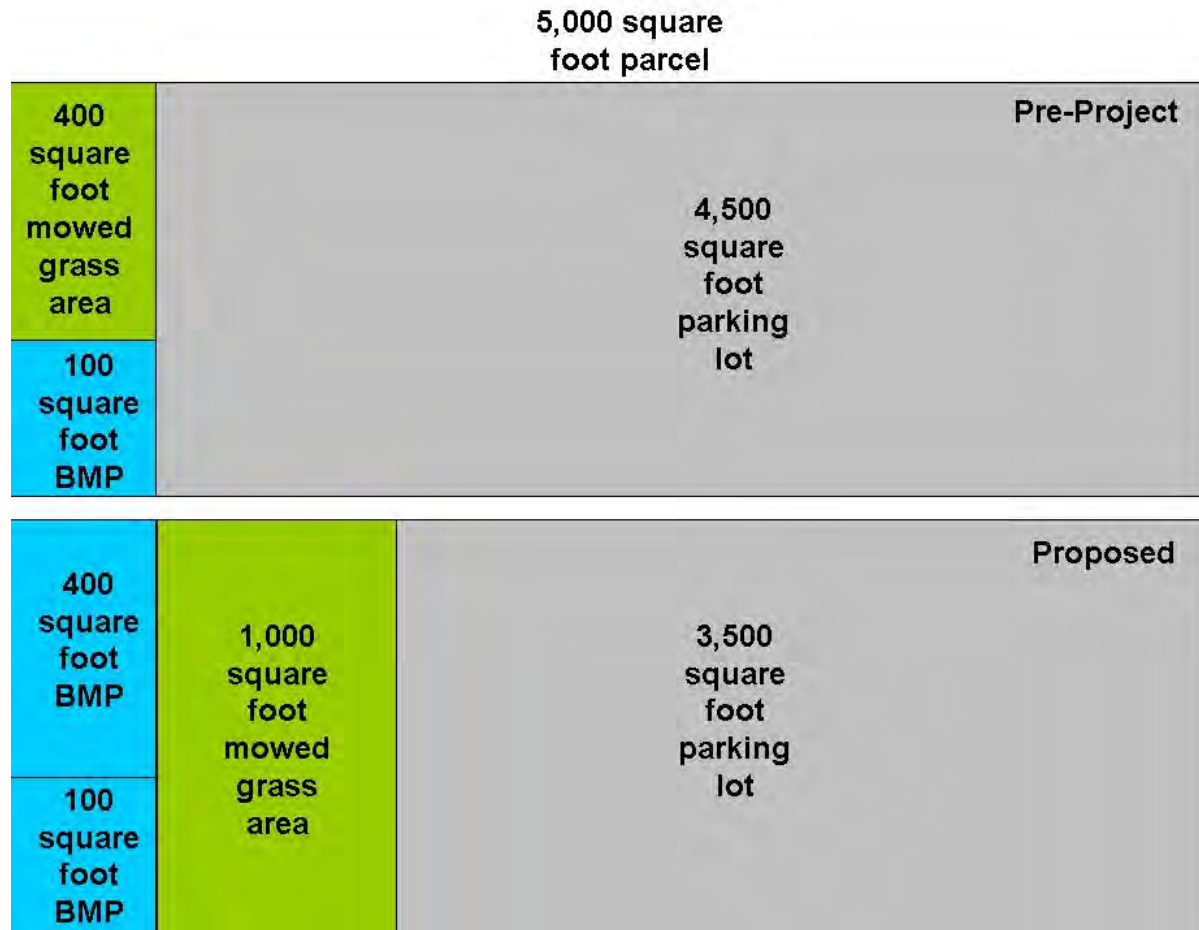 5,000 square
foot parcel
400
square
foot
mowed
grass
area
100
square
foot
BMP
4,500
square
foot
parking
lot
Pre-Project
400
square
foot
BMP
100
square
foot
BMP
1,000
square
foot
mowed
grass
area
3,500
square
foot
parking
lot
Proposed